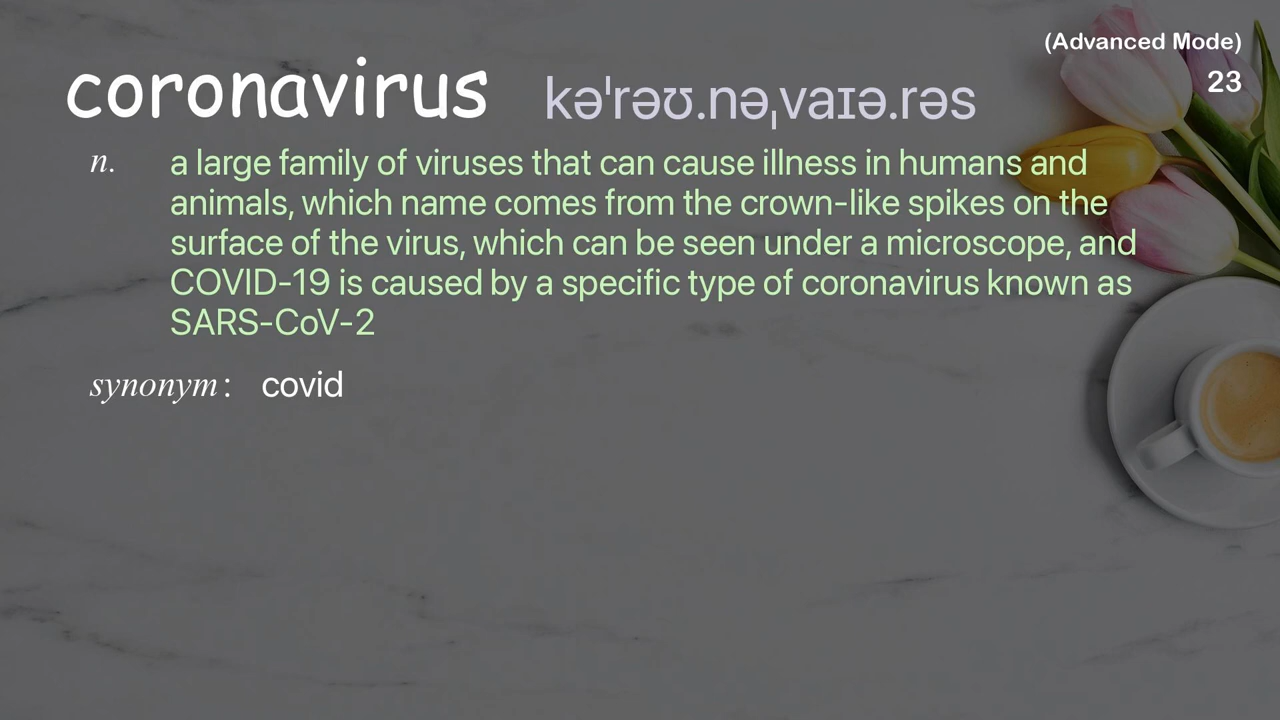 (Advanced Mode)
23
coronavirus kəˈrəʊ.nəˌvaɪə.rəs
n. a large family of viruses that can cause illness in humans and
animals, which name comes from the crown-like spikes on the
surface of the virus, which can be seen under a microscope, and
COVID-19 is caused by a specific type of coronavirus known as
SARS-CoV-2
synonym: covid